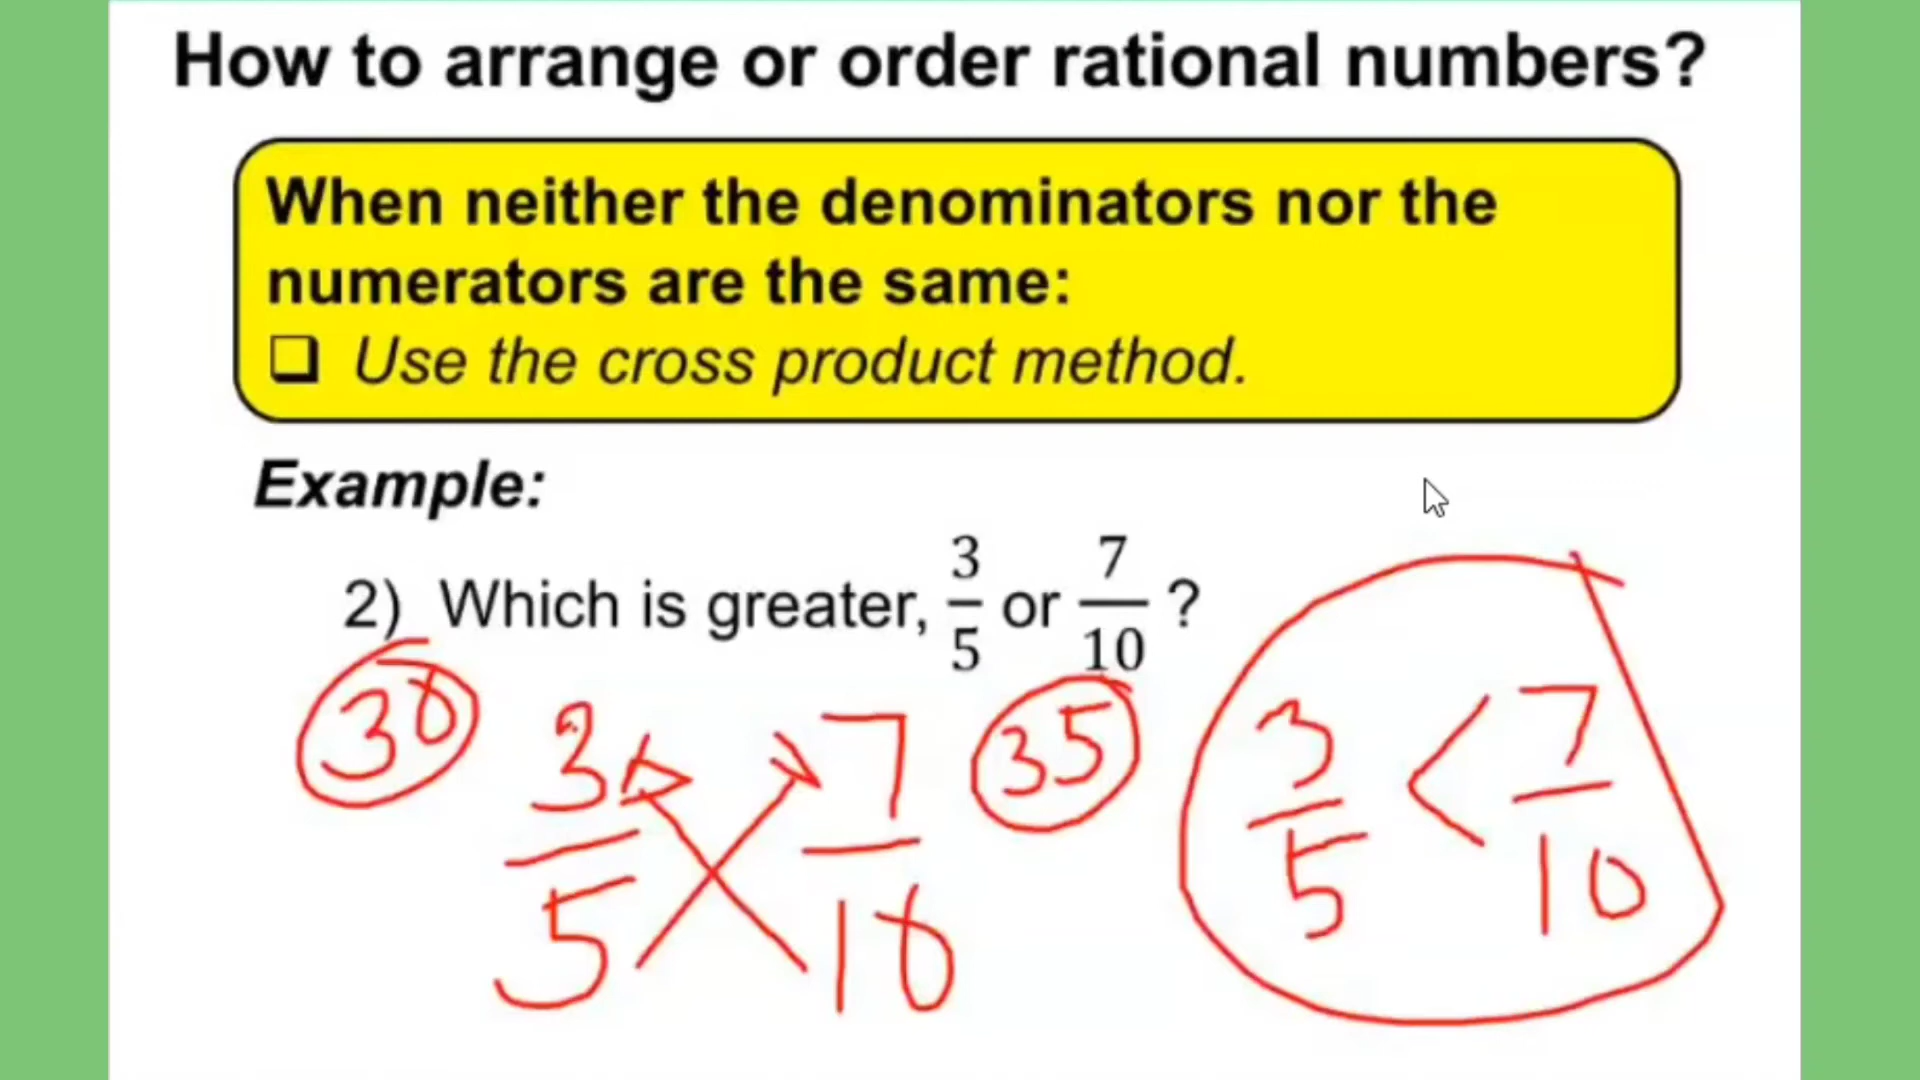 How to arrange or order rational numbers?
When neither the denominators nor the
numerators are the same:
❑ Use the cross product method.
Example:
2) Which is greater, 3/5 or 7/10 ?
30 3/5 7/10 35
3/5 < 7/10